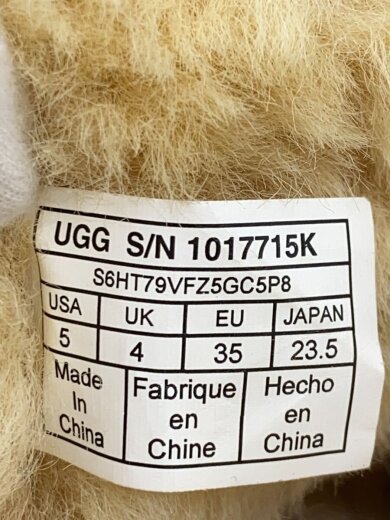 UGG S/N 1017715K
S6HT79VFZ5GC5P8
USA UK EU JAPAN
5 4 35 23.5
Made Fabrique Hecho
In en en
China Chine China